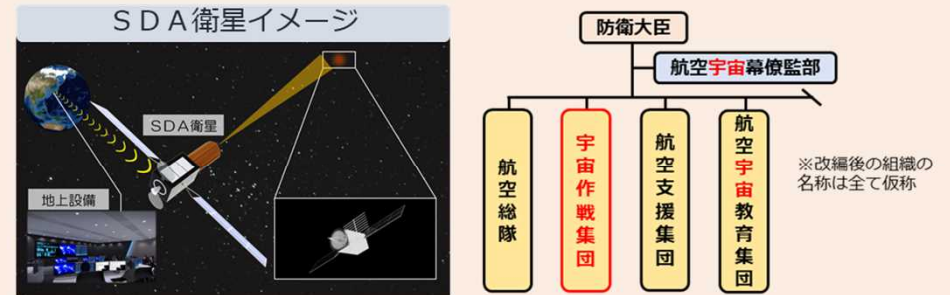 SDA衛星イメージ
SDA衛星
地上設備
防衛大臣
航空宇宙幕僚監部
航空総隊
宇宙作戦集団
航空支援集団
航空宇宙教育集団
※改編後の組織の
名称は全て仮称